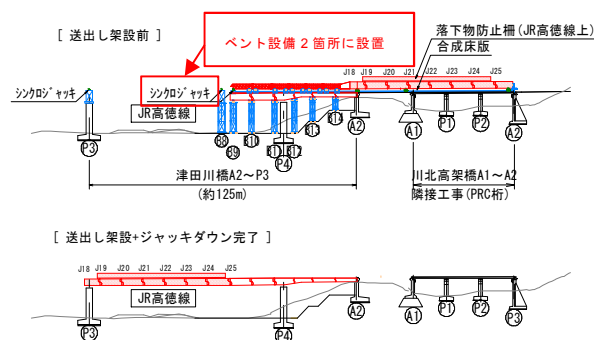 [ 送出し架設前 ]
ベント設備２箇所に設置
落下物防止柵(JR高徳線上)
合成床版
J18 J19 J20 J21 J22 J23 J24 J25
シンクロジャッキ
シンクロジャッキ
JR高徳線
P3
B8
B9
B10
B11
P4
B12
B13
B14
A2
A1
P1
P2
A2
津田川橋A2～P3
(約125m)
川北高架橋A1～A2
隣接工事(PRC桁)
[ 送出し架設+ジャッキダウン完了 ]
J18 J19 J20 J21 J22 J23 J24 J25
JR高徳線
P3
P4
A2
A1
P1
P2
P3